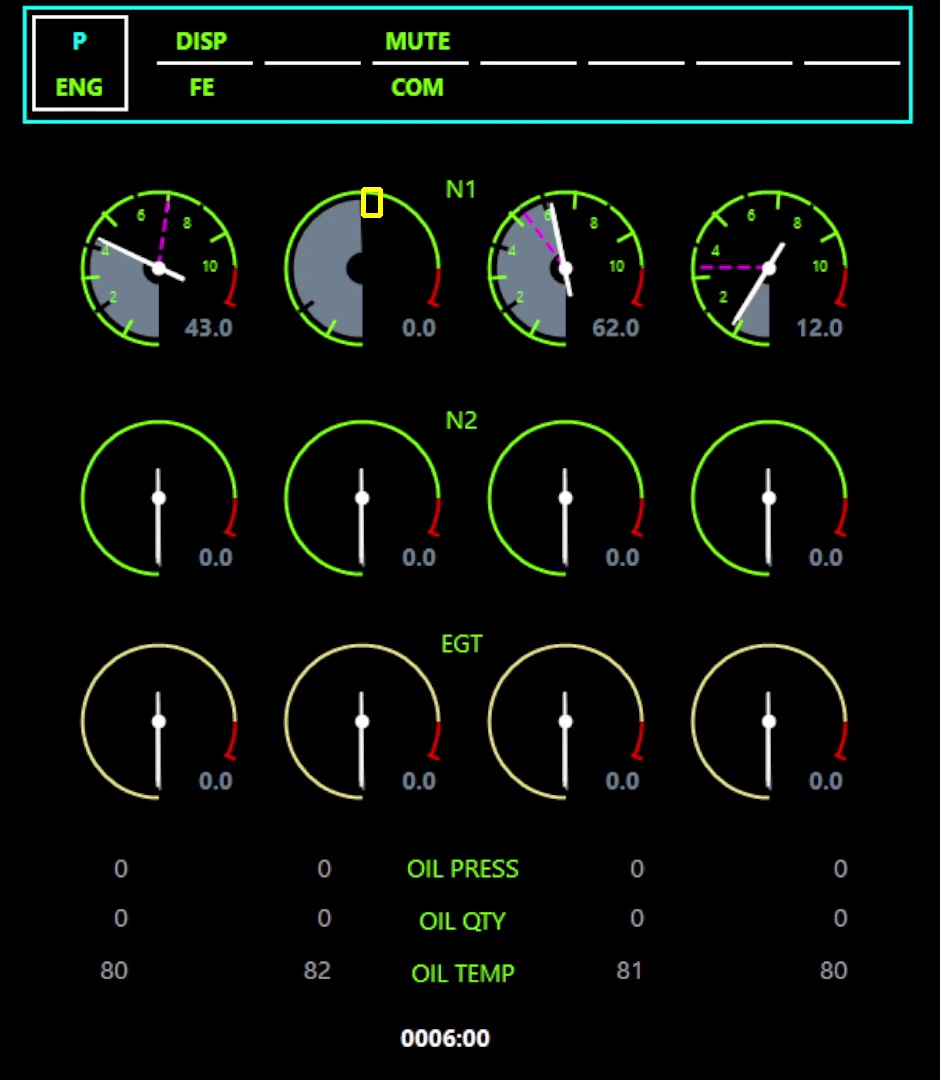 P DISP MUTE
ENG FE COM
N1
6 8 4 10 2 43.0
0.0
6 8 4 10 2 62.0
6 8 4 10 2 12.0
N2
0.0 0.0 0.0 0.0
EGT
0.0 0.0 0.0 0.0
0 0 OIL PRESS 0 0
0 0 OIL QTY 0 0
80 82 OIL TEMP 81 80
0006:00